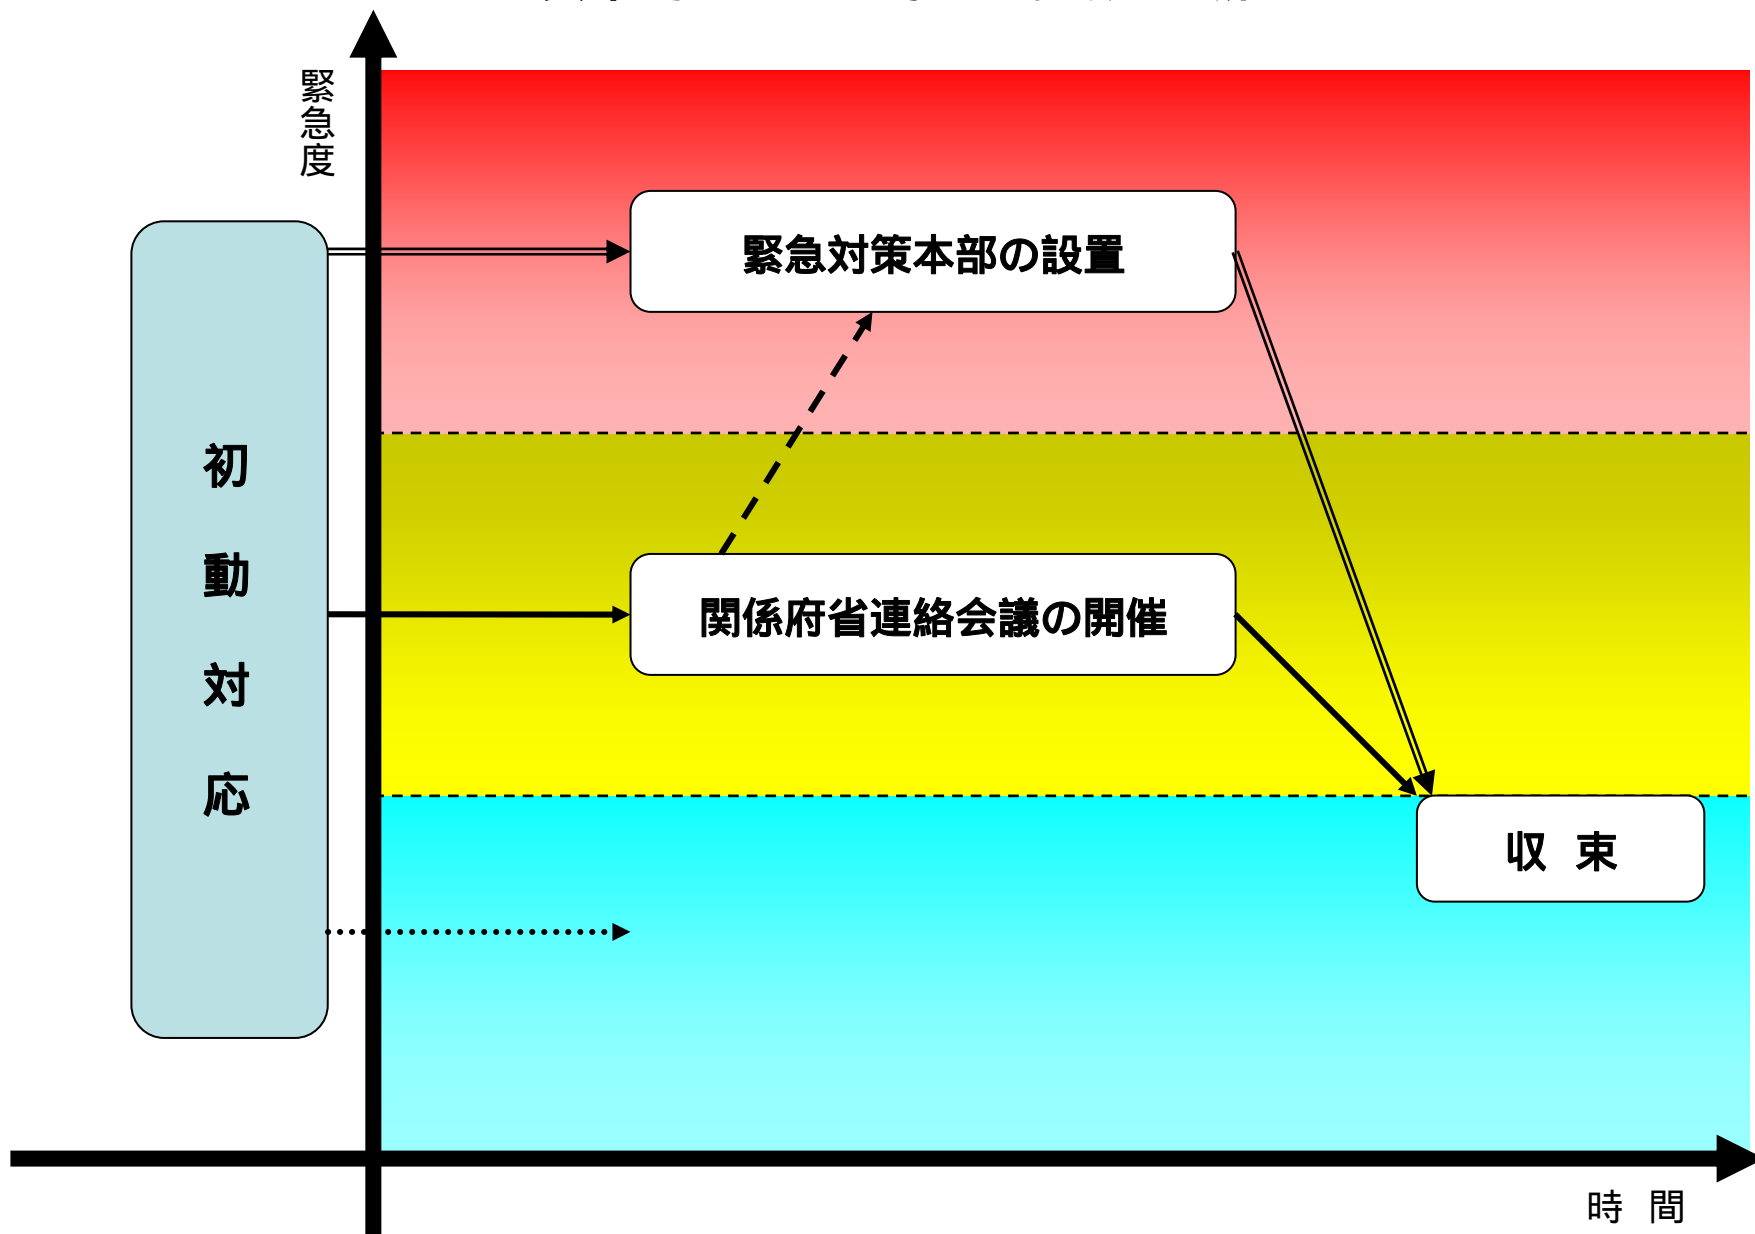 緊急度
緊急対策本部の設置
初動対応
関係府省連絡会議の開催
収 束
時 間